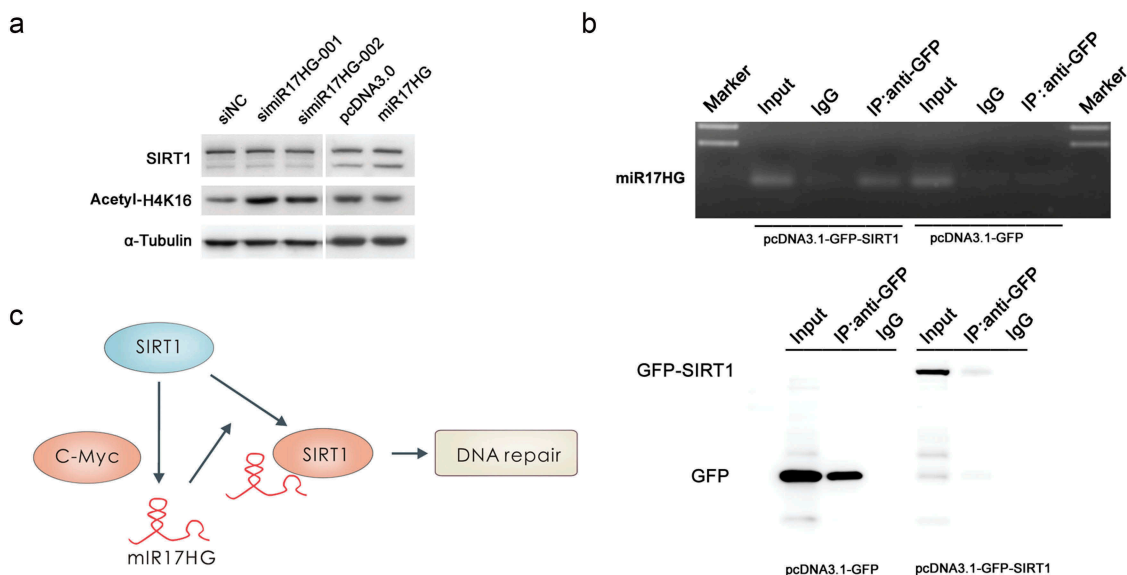 a
siNC
simiR17HG-001
simiR17HG-002
pcDNA3.0
miR17HG
SIRT1
Acetyl-H4K16
α-Tubulin
b
Marker
Input
IgG
IP:anti-GFP
Input
IgG
IP:anti-GFP
Marker
miR17HG
pcDNA3.1-GFP-SIRT1
pcDNA3.1-GFP
Input
IP:anti-GFP
IgG
Input
IP:anti-GFP
IgG
GFP-SIRT1
GFP
pcDNA3.1-GFP
pcDNA3.1-GFP-SIRT1
c
SIRT1
C-Myc
SIRT1
DNA repair
mIR17HG